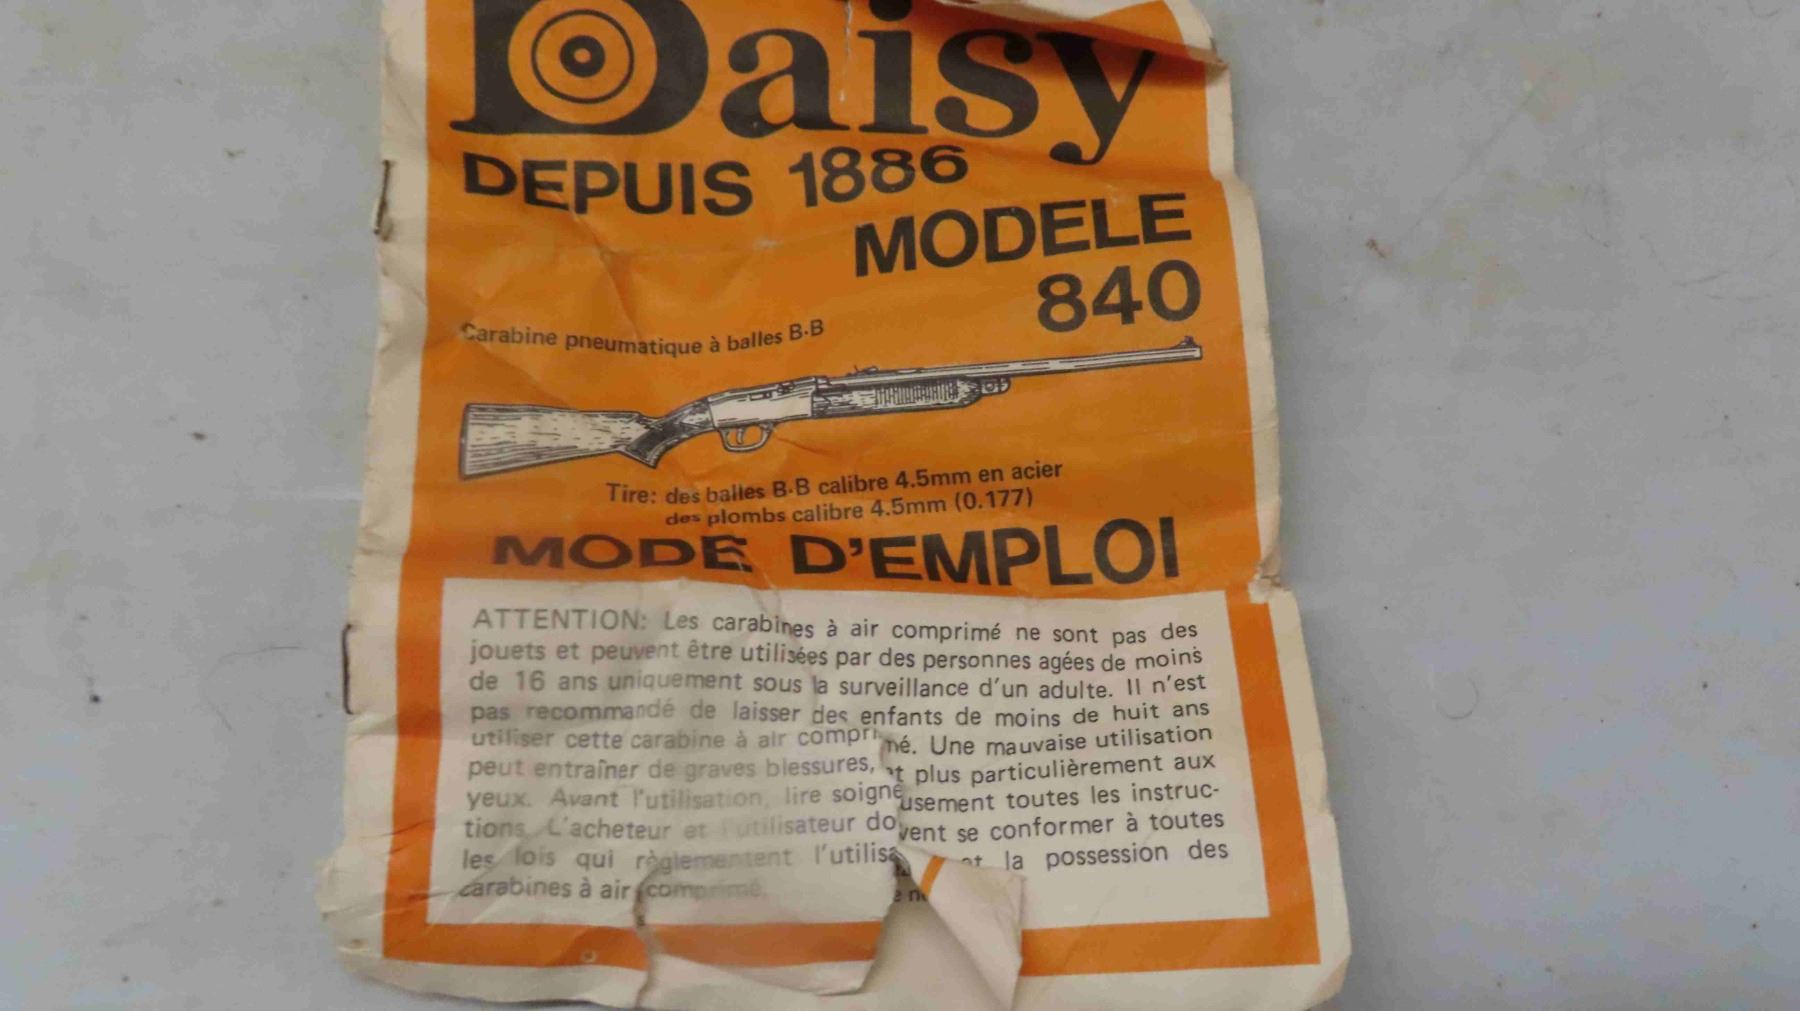 Daisy
DEPUIS 1886
MODELE
840
Carabine pneumatique à balles B·B
Tire: des balles B·B calibre 4.5mm en acier
des plombs calibre 4.5mm (0.177)
MODE D'EMPLOI
ATTENTION: Les carabines à air comprimé ne sont pas des
jouets et peuvent être utilisées par des personnes agées de moins
de 16 ans uniquement sous la surveillance d'un adulte. Il n'est
pas recommandé de laisser des enfants de moins de huit ans
utiliser cette carabine à air comprimé. Une mauvaise utilisation
peut entraîner de graves blessures, et plus particulièrement aux
yeux. Avant l'utilisation, lire soigneusement toutes les instruc-
tions. L'acheteur et l'utilisateur doivent se conformer à toutes
les lois qui règlementent l'utilisa et la possession des
carabines à air comprimé.